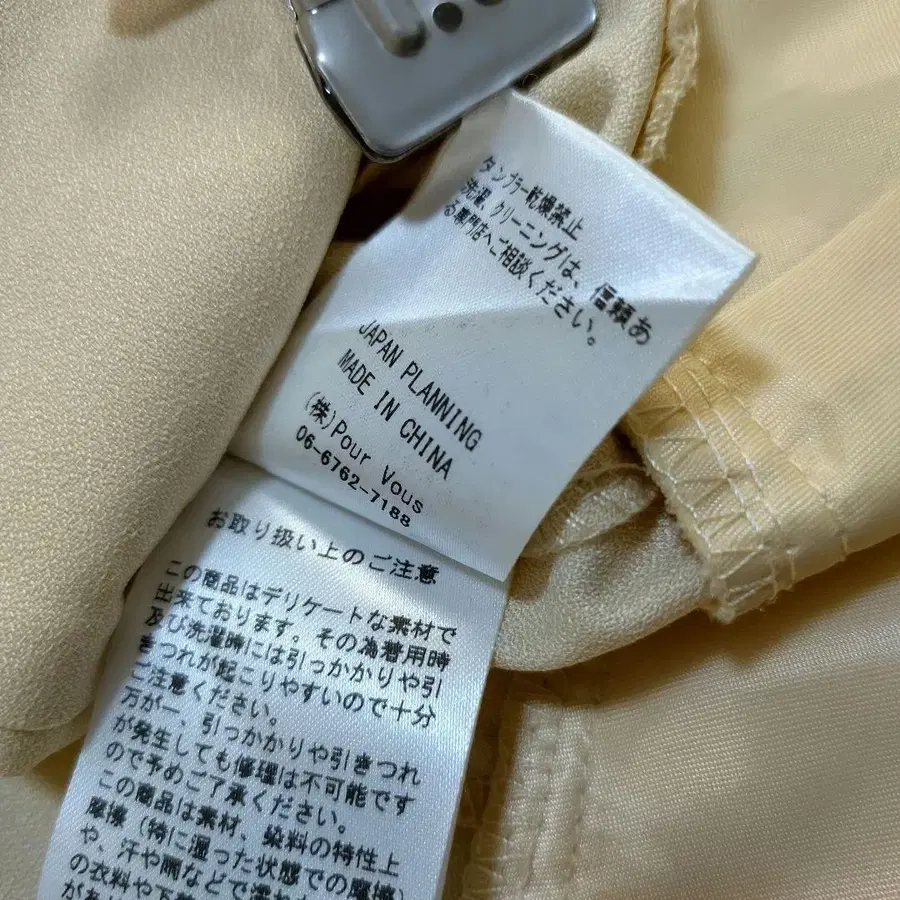 タンブラー乾燥禁止
洗濯、クリーニングは、信頼あ
る専門店へご相談ください。
JAPAN PLANNING
MADE IN CHINA
(株)Pour Vous
06-6762-7188
お取り扱い上のご注意
この商品はデリケートな素材で
出来ております。その為着用時
及び洗濯時には引っかかりや引
きつれが起こりやすいので十分
ご注意ください。
万が一、引っかかりや引きつれ
が発生しても修理は不可能です
ので予めご了承ください。
この商品は素材、染料の特性上
摩擦(特に湿った状態での摩擦)
や、汗や雨などで濡れた
の衣料や下着